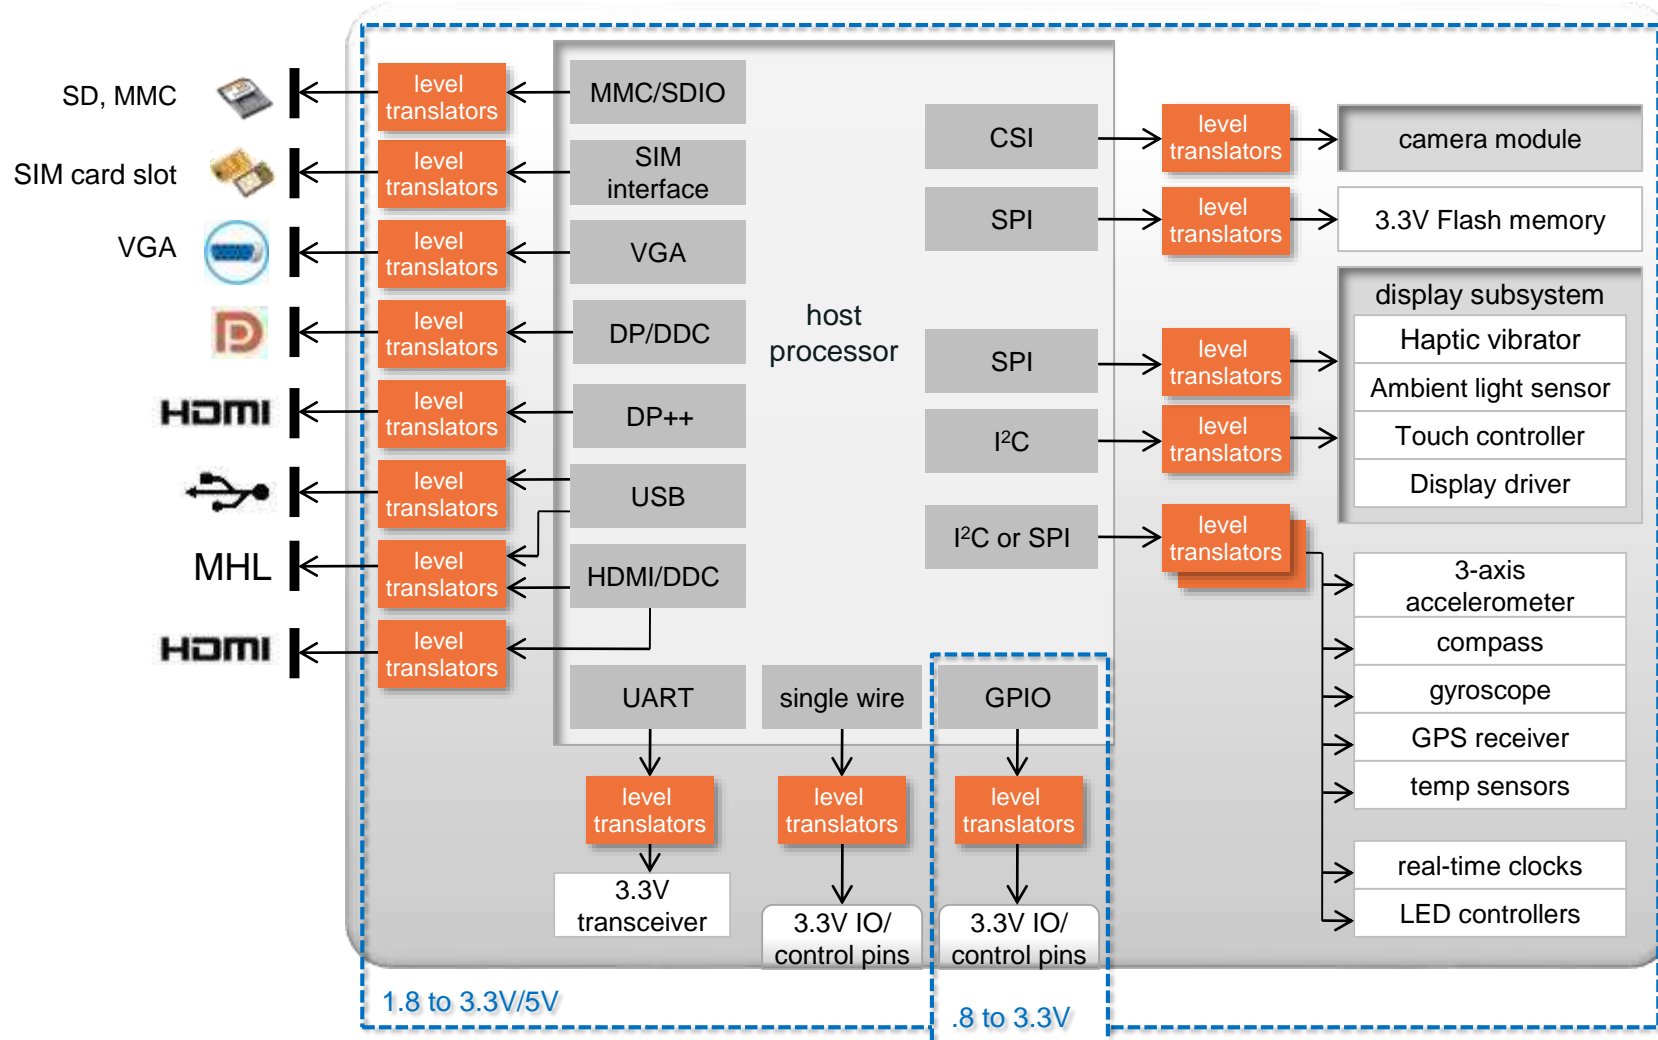 SD, MMC
level
translators
MMC/SDIO
SIM card slot
level
translators
SIM
interface
VGA
level
translators
VGA
level
translators
DP/DDC
HDMI
level
translators
DP++
level
translators
USB
MHL
level
translators
HDMI/DDC
HDMI
level
translators
host
processor
CSI
level
translators
camera module
SPI
level
translators
3.3V Flash memory
display subsystem
SPI
level
translators
Haptic vibrator
Ambient light sensor
I²C
level
translators
Touch controller
Display driver
I²C or SPI
level
translators
3-axis
accelerometer
compass
gyroscope
GPS receiver
temp sensors
real-time clocks
LED controllers
UART
single wire
GPIO
level
translators
level
translators
level
translators
3.3V
transceiver
3.3V IO/
control pins
3.3V IO/
control pins
1.8 to 3.3V/5V
.8 to 3.3V